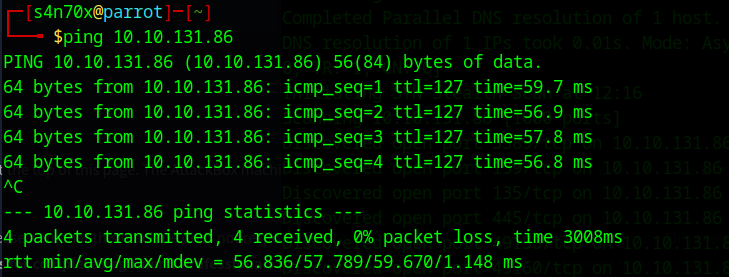 ┌─[s4n70x@parrot]─[~]
└──╼ $ping 10.10.131.86
PING 10.10.131.86 (10.10.131.86) 56(84) bytes of data.
64 bytes from 10.10.131.86: icmp_seq=1 ttl=127 time=59.7 ms
64 bytes from 10.10.131.86: icmp_seq=2 ttl=127 time=56.9 ms
64 bytes from 10.10.131.86: icmp_seq=3 ttl=127 time=57.8 ms
64 bytes from 10.10.131.86: icmp_seq=4 ttl=127 time=56.8 ms
^C
--- 10.10.131.86 ping statistics ---
4 packets transmitted, 4 received, 0% packet loss, time 3008ms
rtt min/avg/max/mdev = 56.836/57.789/59.670/1.148 ms
Completed Parallel DNS resolution of 1 host.
DNS resolution of 1 IPs took 0.01s. Mode: Asy
12:16
Discovered open port 135/tcp on 10.10.131.86
open port 445/tcp on 10.10.131.86